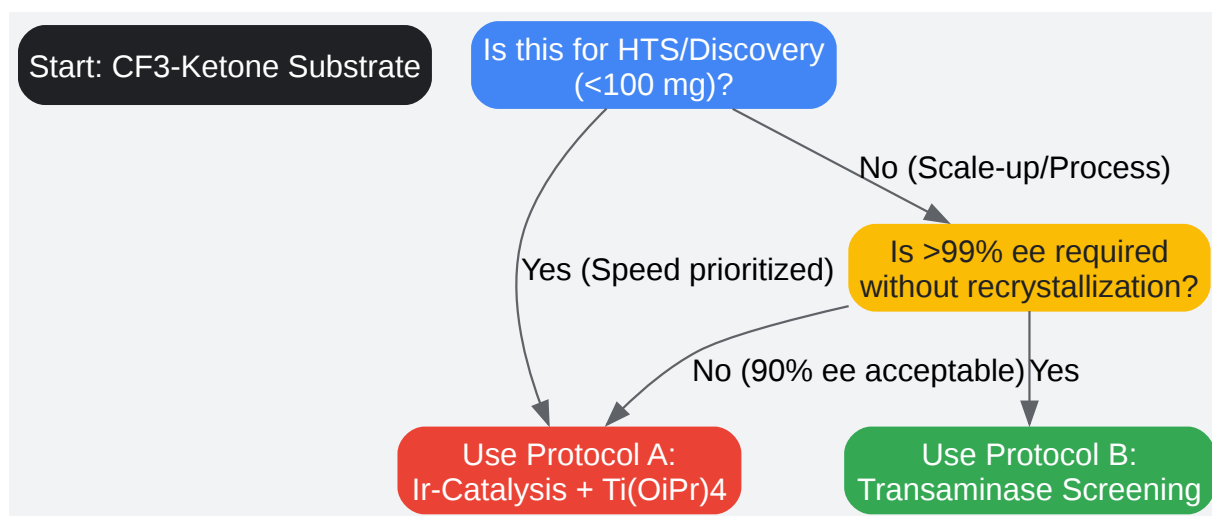 Start: CF3-Ketone Substrate
Is this for HTS/Discovery
(<100 mg)?
No (Scale-up/Process)
Yes (Speed prioritized)
Is >99% ee required
without recrystallization?
No (90% ee acceptable)
Yes
Use Protocol A:
Ir-Catalysis + Ti(OiPr)4
Use Protocol B:
Transaminase Screening